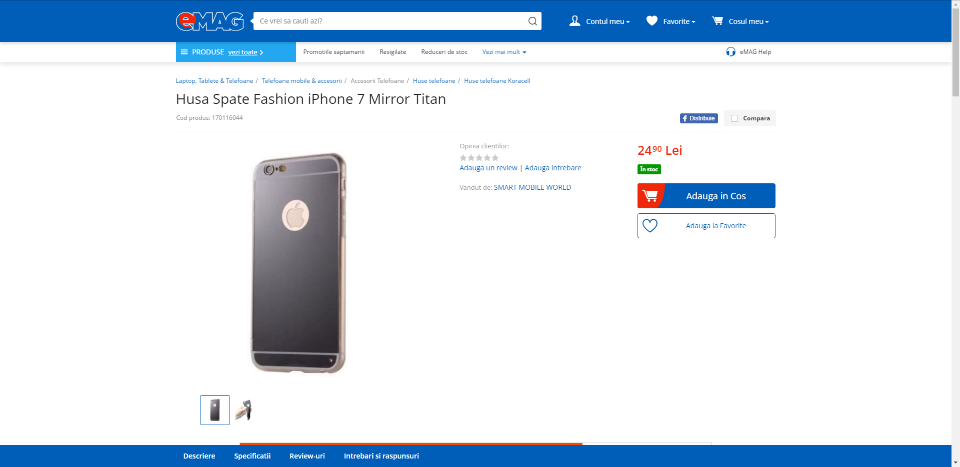 eMAG
Ce vrei sa cauti azi?
Contul meu
Favorite
Cosul meu
PRODUSE vezi toate
Promotiile saptamanii
Resigilate
Reduceri de stoc
Vezi mai mult
eMAG Help
Laptop, Tablete & Telefoane / Telefoane mobile & accesorii / Accesorii Telefoane / Huse telefoane / Huse telefoane Koracell
Husa Spate Fashion iPhone 7 Mirror Titan
Cod produs: 170116044
Distribuie
Compara
Opinia clientilor:
Adauga un review | Adauga intrebare
Vandut de: SMART MOBILE WORLD
24⁹⁰ Lei
În stoc
Adauga in Cos
Adauga la Favorite
Descriere
Specificatii
Review-uri
Intrebari si raspunsuri